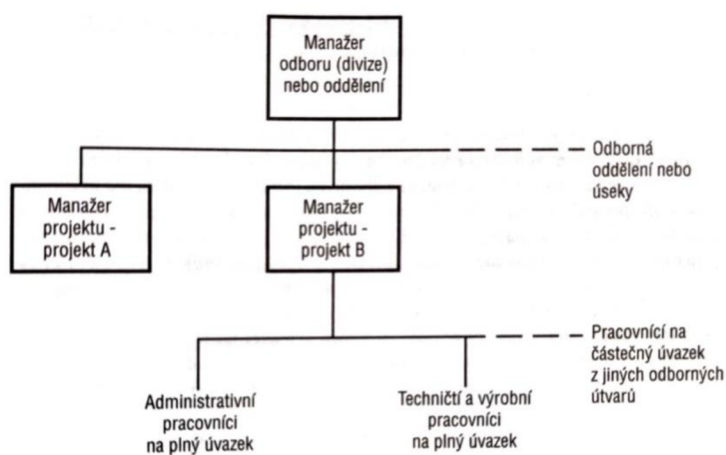 Manažer
odboru (divize)
nebo oddělení
Odborná
oddělení nebo
úseky
Manažer
projektu -
projekt A
Manažer
projektu -
projekt B
Pracovnící na
částečný úvazek
z jiných odborných
útvarů
Administrativní
pracovníci
na plný úvazek
Techničtí a výrobní
pracovníci
na plný úvazek